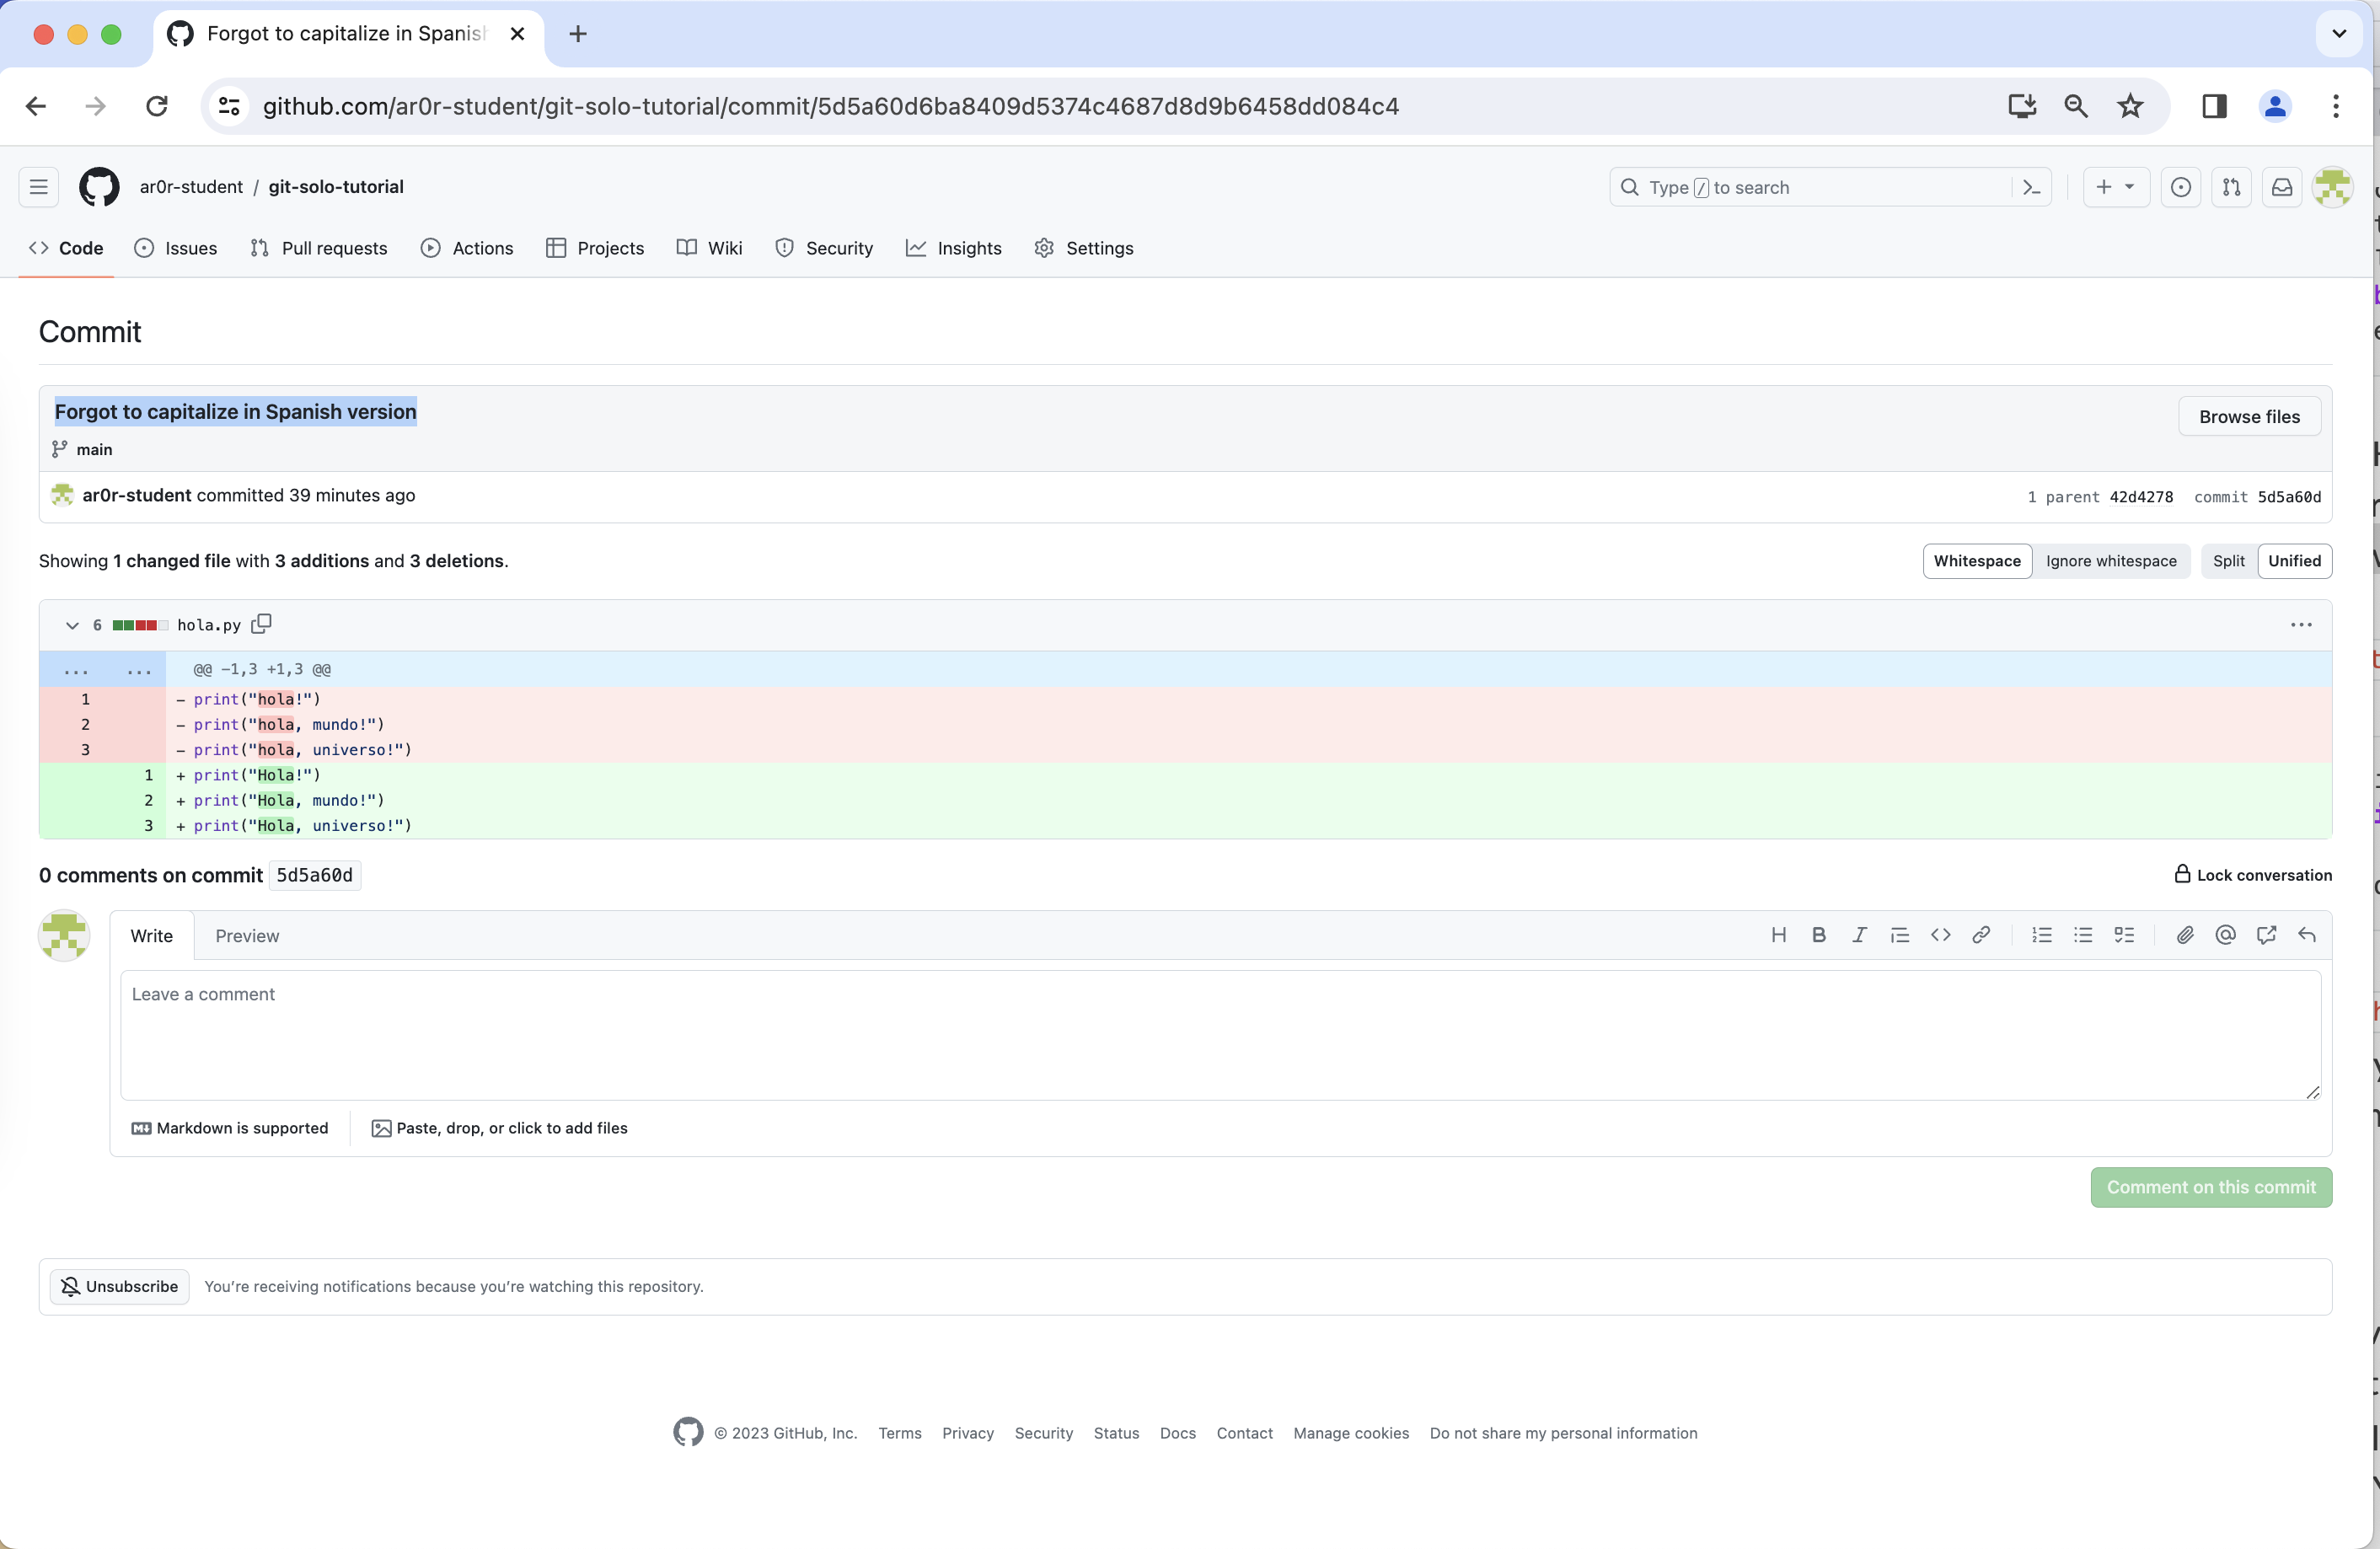 Forgot to capitalize in Spanish
github.com/ar0r-student/git-solo-tutorial/commit/5d5a60d6ba8409d5374c4687d8d9b6458dd084c4
ar0r-student / git-solo-tutorial
Type / to search
Code Issues Pull requests Actions Projects Wiki Security Insights Settings
Commit
Forgot to capitalize in Spanish version
Browse files
main
ar0r-student committed 39 minutes ago
1 parent 42d4278 commit 5d5a60d
Showing 1 changed file with 3 additions and 3 deletions.
Whitespace Ignore whitespace Split Unified
6 hola.py
... ... @@ -1,3 +1,3 @@
1 - print("hola!")
2 - print("hola, mundo!")
3 - print("hola, universo!")
1 + print("Hola!")
2 + print("Hola, mundo!")
3 + print("Hola, universo!")
0 comments on commit 5d5a60d
Lock conversation
Write Preview
Leave a comment
Markdown is supported
Paste, drop, or click to add files
Comment on this commit
Unsubscribe You’re receiving notifications because you’re watching this repository.
© 2023 GitHub, Inc. Terms Privacy Security Status Docs Contact Manage cookies Do not share my personal information